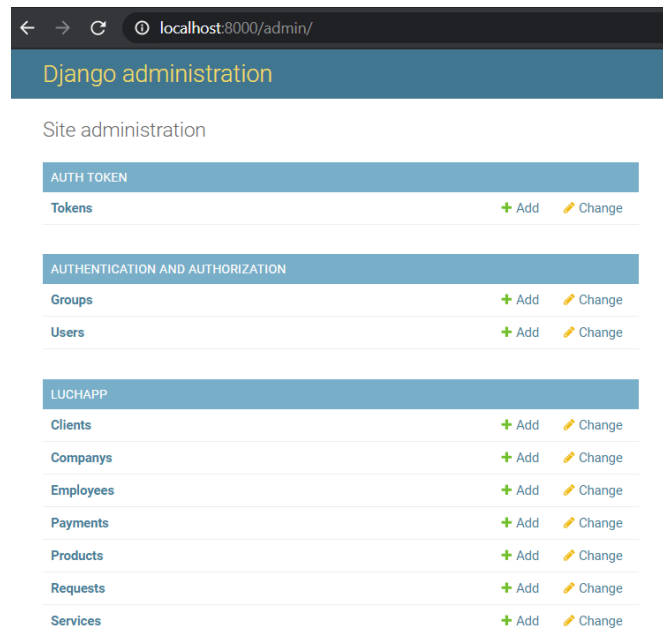 localhost:8000/admin/
Django administration
Site administration
AUTH TOKEN
Tokens Add Change
AUTHENTICATION AND AUTHORIZATION
Groups Add Change
Users Add Change
LUCHAPP
Clients Add Change
Companys Add Change
Employees Add Change
Payments Add Change
Products Add Change
Requests Add Change
Services Add Change